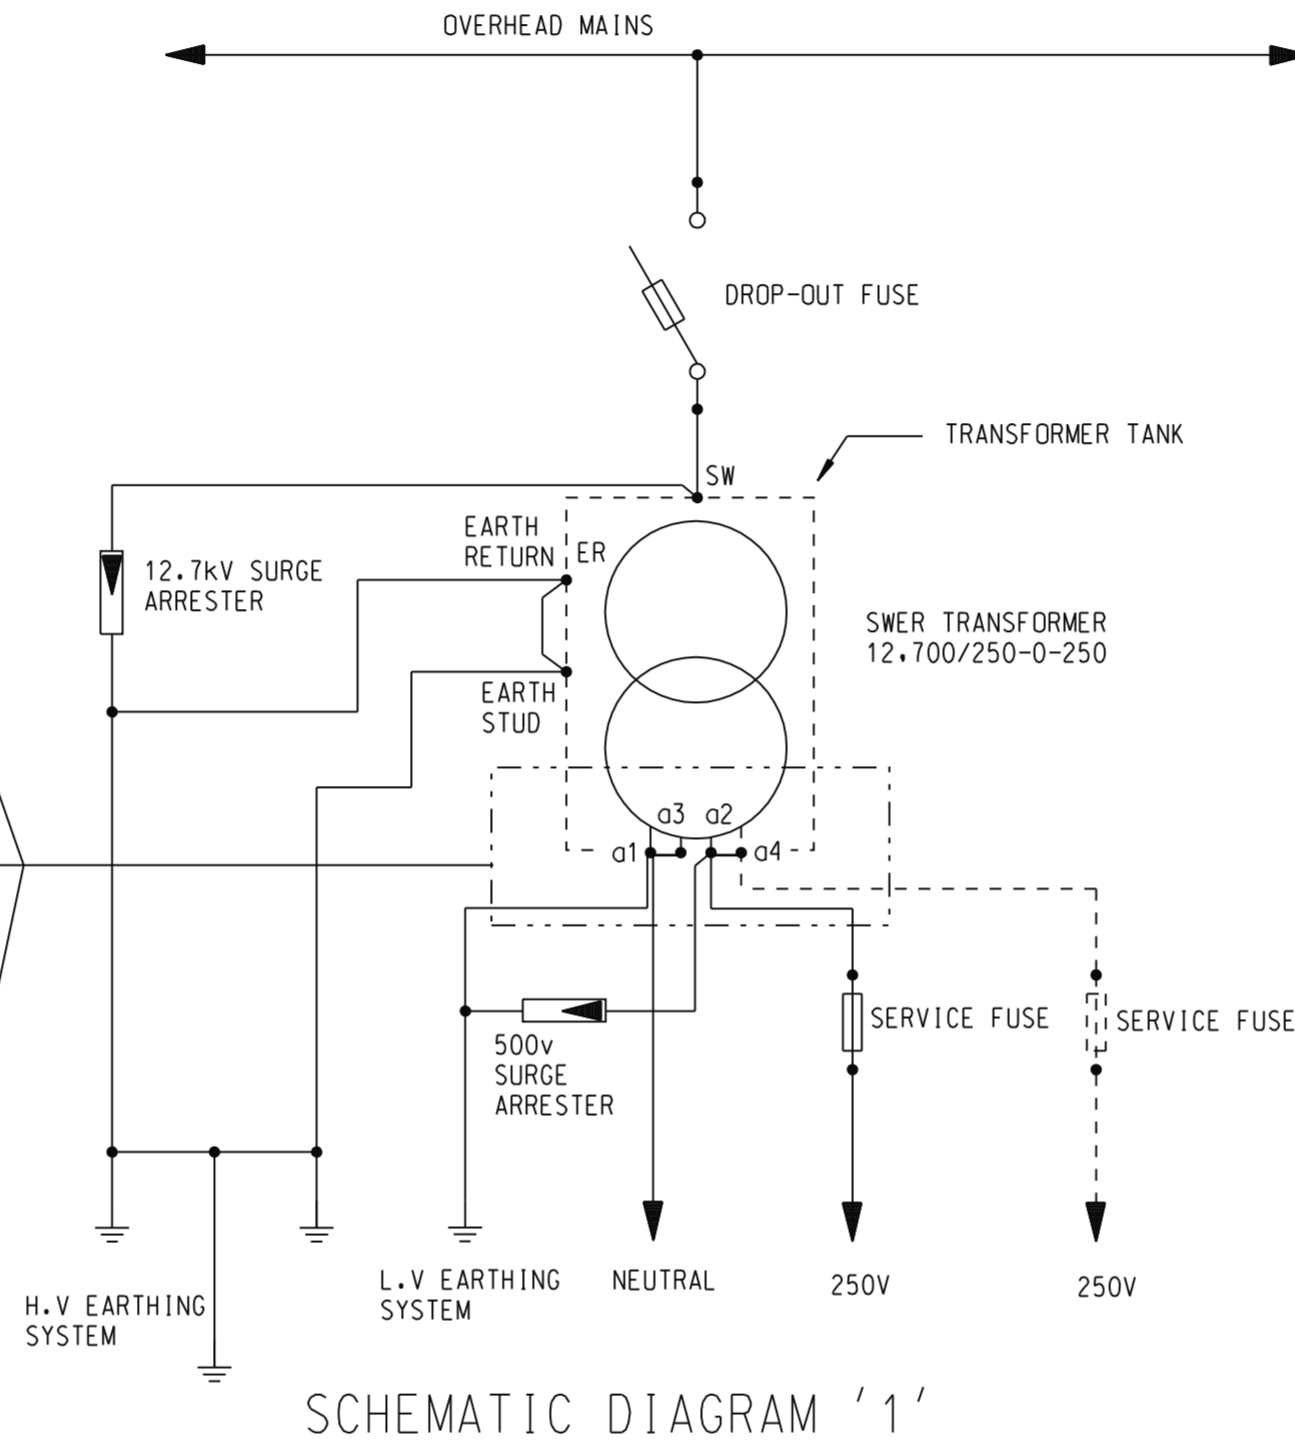 OVERHEAD MAINS
DROP-OUT FUSE
TRANSFORMER TANK
SW
EARTH
RETURN
ER
12.7kV SURGE
ARRESTER
SWER TRANSFORMER
12,700/250-0-250
EARTH
STUD
a3
a2
a1
a4
SERVICE FUSE
SERVICE FUSE
500v
SURGE
ARRESTER
L.V EARTHING
SYSTEM
NEUTRAL
250V
250V
H.V EARTHING
SYSTEM
SCHEMATIC DIAGRAM '1'